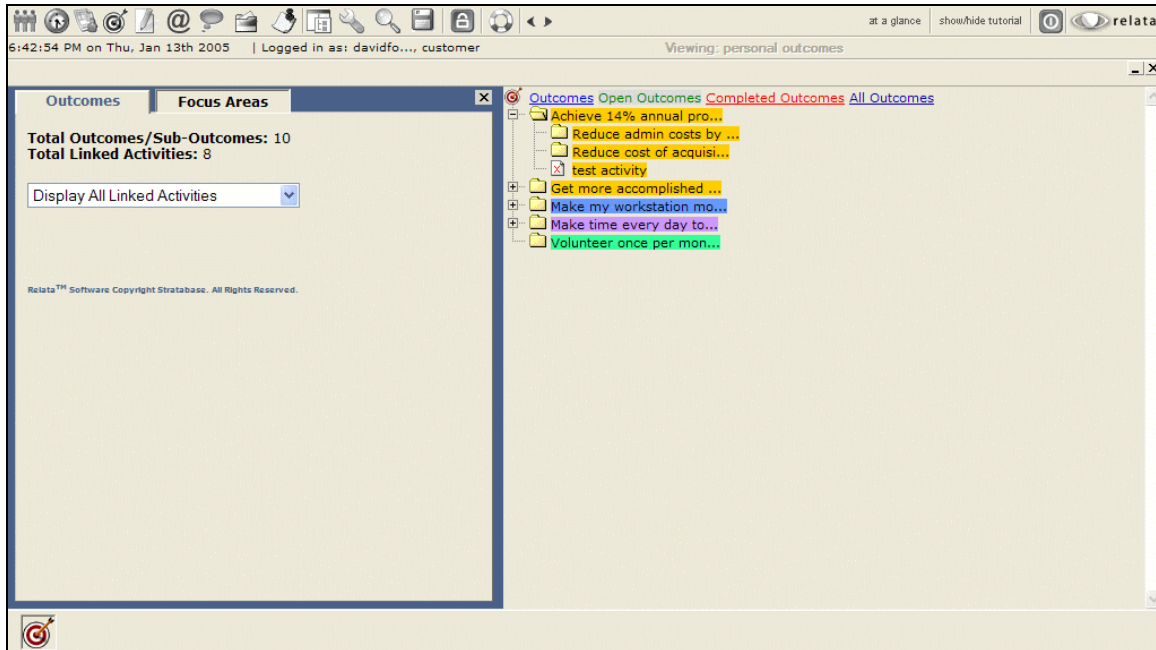 @
at a glance
show/hide tutorial
relata
6:42:54 PM on Thu, Jan 13th 2005 | Logged in as: davidfo..., customer
Viewing: personal outcomes
Outcomes
Focus Areas
Total Outcomes/Sub-Outcomes: 10
Total Linked Activities: 8
Display All Linked Activities
Relata™ Software Copyright Stratabase. All Rights Reserved.
Outcomes Open Outcomes Completed Outcomes All Outcomes
Achieve 14% annual pro...
Reduce admin costs by ...
Reduce cost of acquisi...
test activity
Get more accomplished ...
Make my workstation mo...
Make time every day to...
Volunteer once per mon...